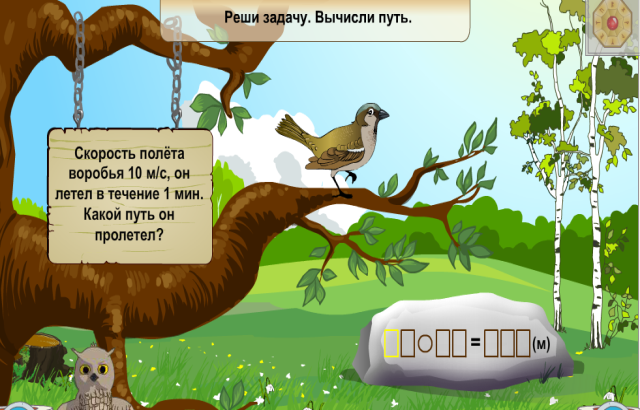 Реши задачу. Вычисли путь.
Скорость полёта
воробья 10 м/с, он
летел в течение 1 мин.
Какой путь он
пролетел?
□□○□□=□□□(м)